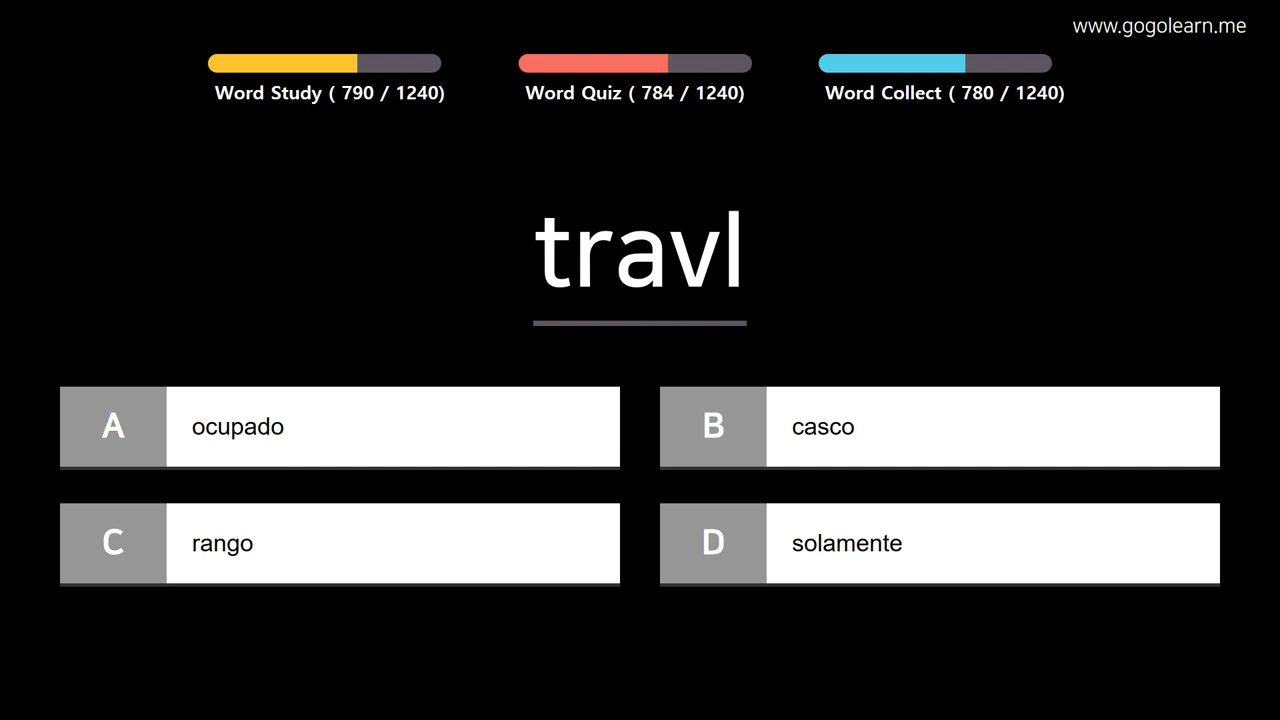 www.gogolearn.me
Word Study ( 790 / 1240)
Word Quiz ( 784 / 1240)
Word Collect ( 780 / 1240)
travl
A ocupado
B casco
C rango
D solamente